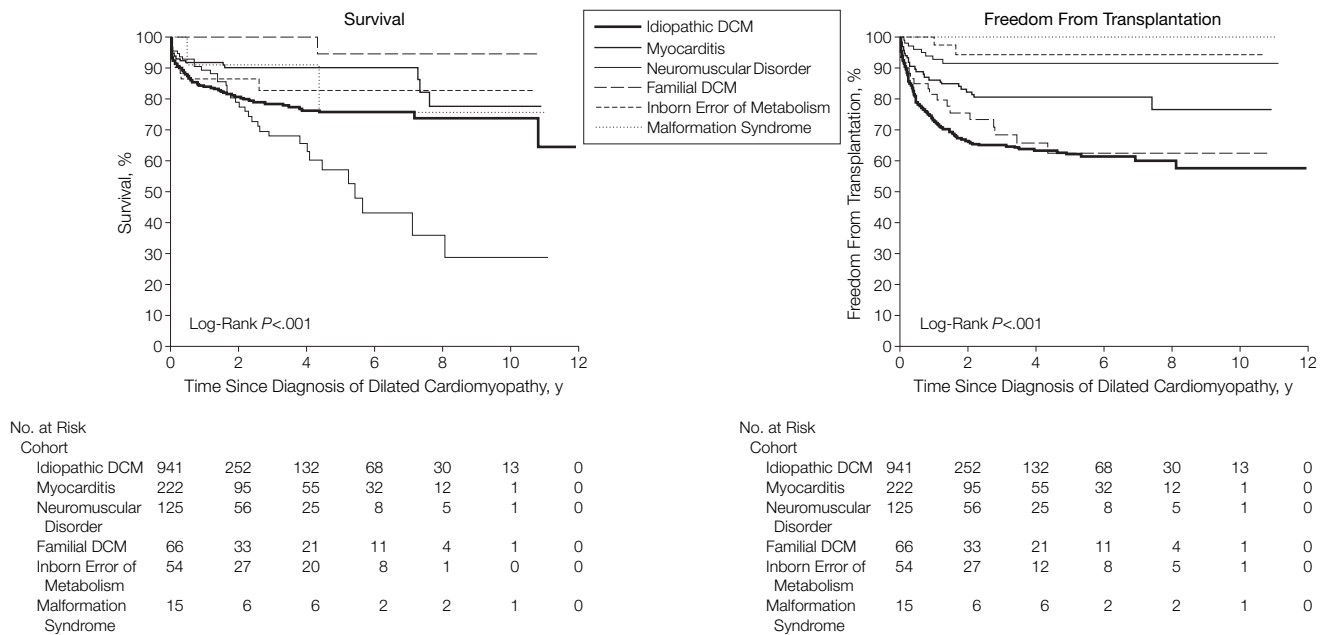 Survival
100
90
80
70
60
50
40
30
20
10
0
Survival, %
Log-Rank P<.001
0 2 4 6 8 10 12
Time Since Diagnosis of Dilated Cardiomyopathy, y
Idiopathic DCM
Myocarditis
Neuromuscular Disorder
Familial DCM
Inborn Error of Metabolism
Malformation Syndrome
Freedom From Transplantation
100
90
80
70
60
50
40
30
20
10
0
Freedom From Transplantation, %
Log-Rank P<.001
0 2 4 6 8 10 12
Time Since Diagnosis of Dilated Cardiomyopathy, y
No. at Risk
Cohort
Idiopathic DCM 941 252 132 68 30 13 0
Myocarditis 222 95 55 32 12 1 0
Neuromuscular 125 56 25 8 5 1 0
Disorder
Familial DCM 66 33 21 11 4 1 0
Inborn Error of 54 27 20 8 1 0 0
Metabolism
Malformation 15 6 6 2 2 1 0
Syndrome
No. at Risk
Cohort
Idiopathic DCM 941 252 132 68 30 13 0
Myocarditis 222 95 55 32 12 1 0
Neuromuscular 125 56 25 8 5 1 0
Disorder
Familial DCM 66 33 21 11 4 1 0
Inborn Error of 54 27 12 8 5 1 0
Metabolism
Malformation 15 6 6 2 2 1 0
Syndrome